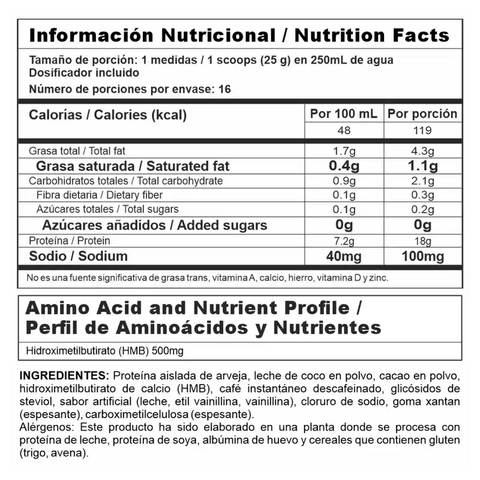 Información Nutricional / Nutrition Facts
Tamaño de porción: 1 medidas / 1 scoops (25 g) en 250mL de agua
Dosificador incluido
Número de porciones por envase: 16
Calorías / Calories (kcal) Por 100 mL Por porción
48 119
Grasa total / Total fat 1.7g 4.3g
Grasa saturada / Saturated fat 0.4g 1.1g
Carbohidratos totales / Total carbohydrate 0.9g 2.1g
Fibra dietaria / Dietary fiber 0.1g 0.3g
Azúcares totales / Total sugars 0.1g 0.2g
Azúcares añadidos / Added sugars 0g 0g
Proteína / Protein 7.2g 18g
Sodio / Sodium 40mg 100mg
No es una fuente significativa de grasa trans, vitamina A, calcio, hierro, vitamina D y zinc.
Amino Acid and Nutrient Profile /
Perfil de Aminoácidos y Nutrientes
Hidroximetilbutirato (HMB) 500mg
INGREDIENTES: Proteína aislada de arveja, leche de coco en polvo, cacao en polvo,
hidroximetilbutirato de calcio (HMB), café instantáneo descafeinado, glicósidos de
steviol, sabor artificial (leche, etil vainillina, vainillina), cloruro de sodio, goma xantan
(espesante), carboximetilcelulosa (espesante).
Alérgenos: Este producto ha sido elaborado en una planta donde se procesa con
proteína de leche, proteína de soya, albúmina de huevo y cereales que contienen gluten
(trigo, avena).